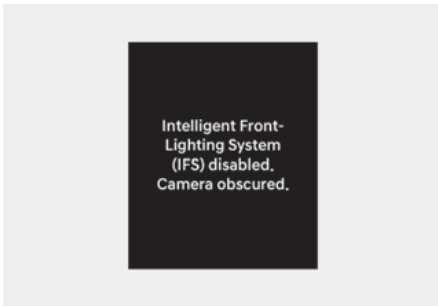 Intelligent Front-
Lighting System
(IFS) disabled.
Camera obscured.